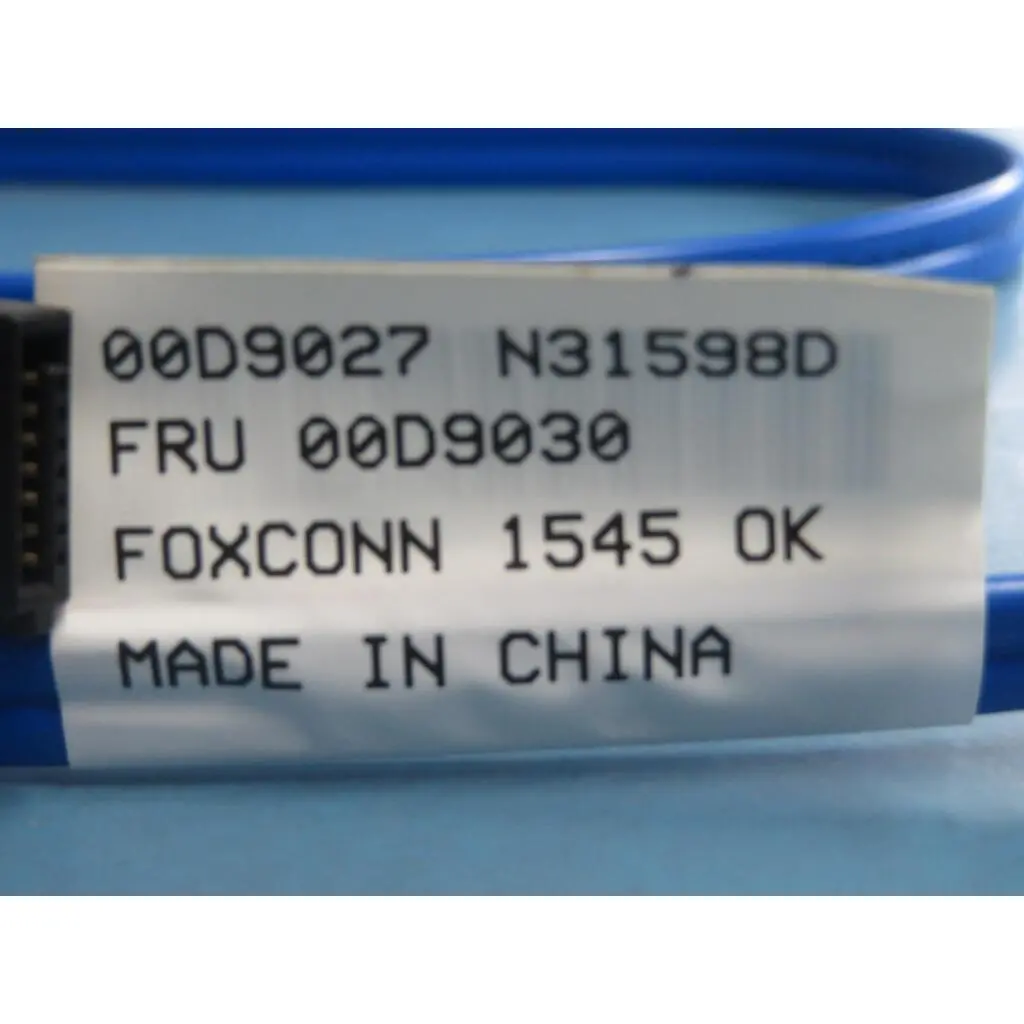 00D9027 N31598D
FRU 00D9030
FOXCONN 1545 OK
MADE IN CHINA